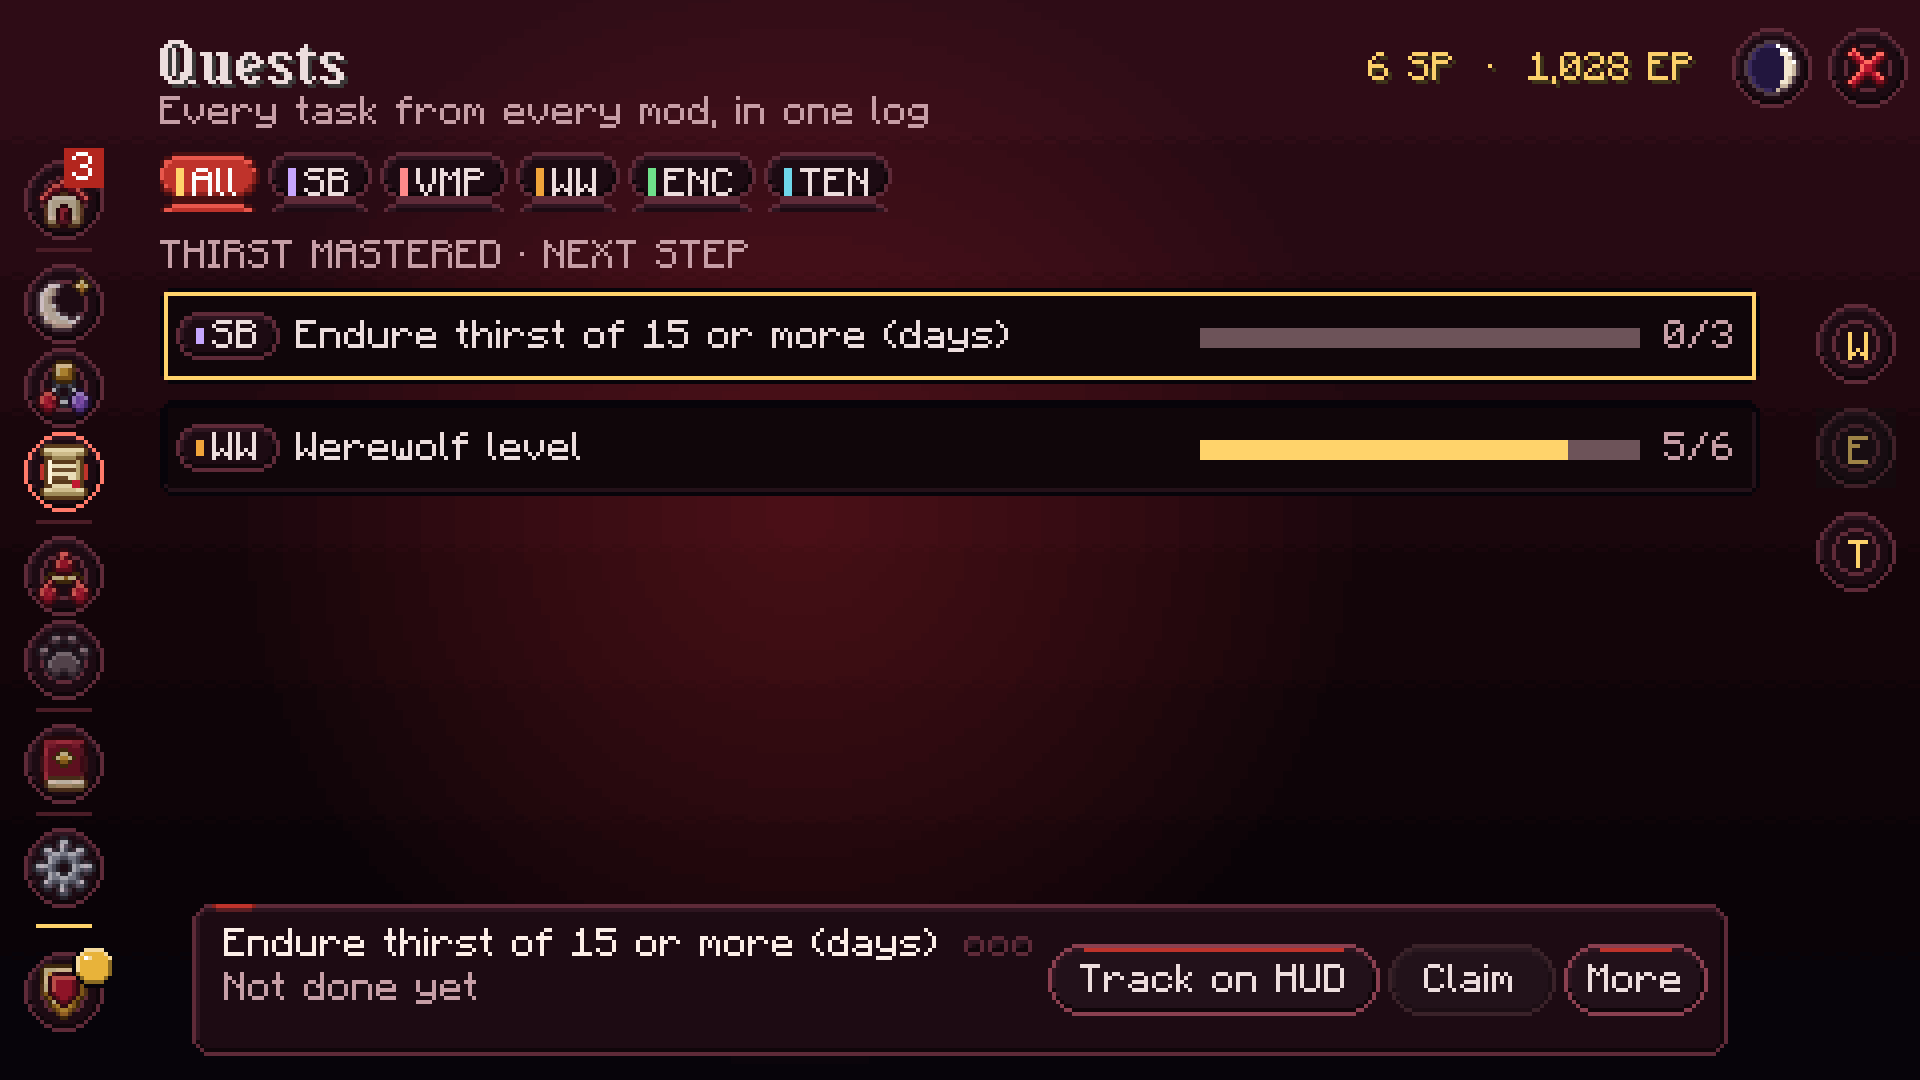 Quests
6 SP · 1,028 EP
Every task from every mod, in one log
3
All SB VMP WW ENC TEN
THIRST MASTERED · NEXT STEP
SB Endure thirst of 15 or more (days) 0/3
W
WW Werewolf level 5/6
E
T
Endure thirst of 15 or more (days)
Not done yet
Track on HUD Claim More